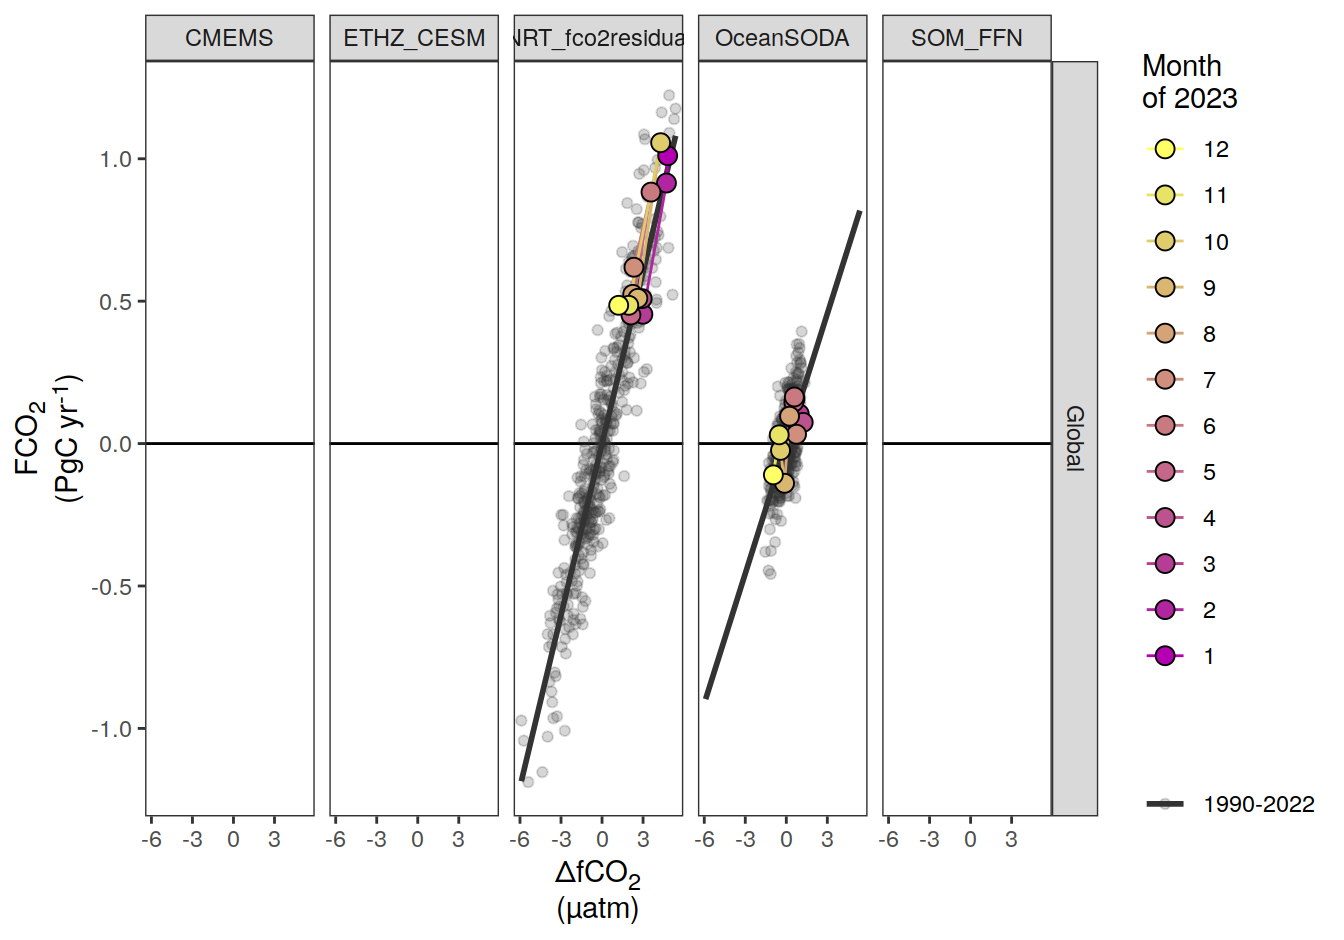 CMEMS
ETHZ_CESM
NRT_fco2residua
OceanSODA
SOM_FFN
Month
of 2023
12
11
10
9
8
7
6
5
4
3
2
1
1990-2022
Global
1.0
0.5
0.0
-0.5
-1.0
FCO2
(PgC yr-1)
-6 -3 0 3
-6 -3 0 3
-6 -3 0 3
-6 -3 0 3
-6 -3 0 3
ΔfCO2
(µatm)